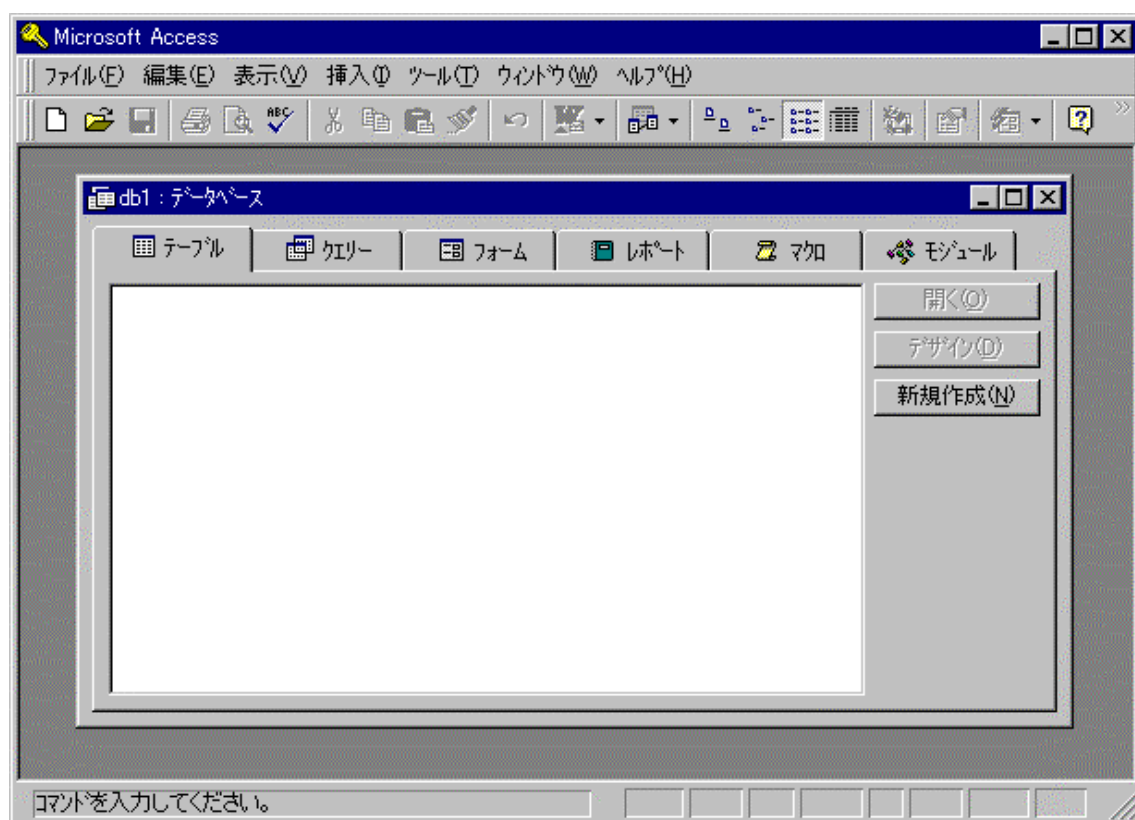 Microsoft Access
ファイル(F) 編集(E) 表示(V) 挿入(I) ツール(T) ウィンドウ(W) ヘルプ(H)
ABC
db1 : データベース
テーブル クエリー フォーム レポート マクロ モジュール
開く(O)
デザイン(D)
新規作成(N)
コマンドを入力してください。